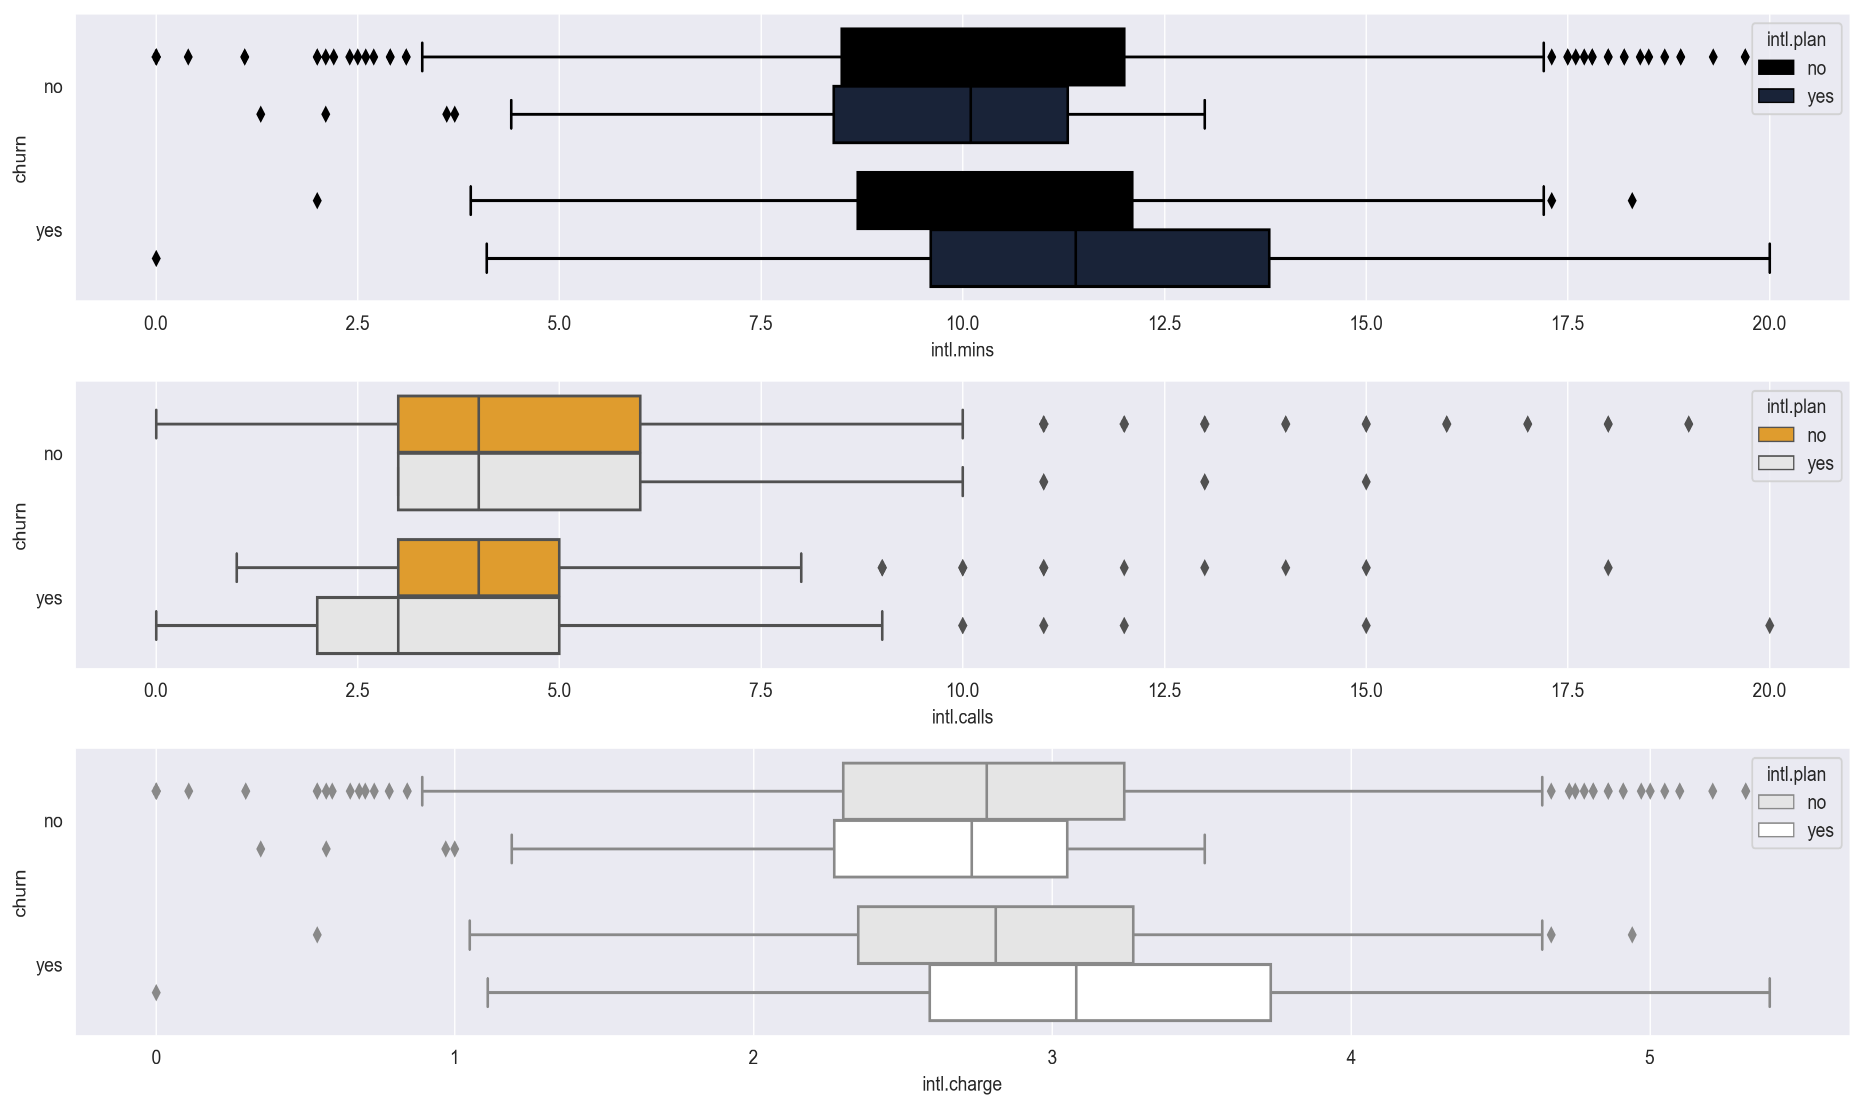 intl.plan
no
yes
no
churn
yes
0.0 2.5 5.0 7.5 10.0 12.5 15.0 17.5 20.0
intl.mins
intl.plan
no
yes
no
churn
yes
0.0 2.5 5.0 7.5 10.0 12.5 15.0 17.5 20.0
intl.calls
intl.plan
no
yes
no
churn
yes
0 1 2 3 4 5
intl.charge